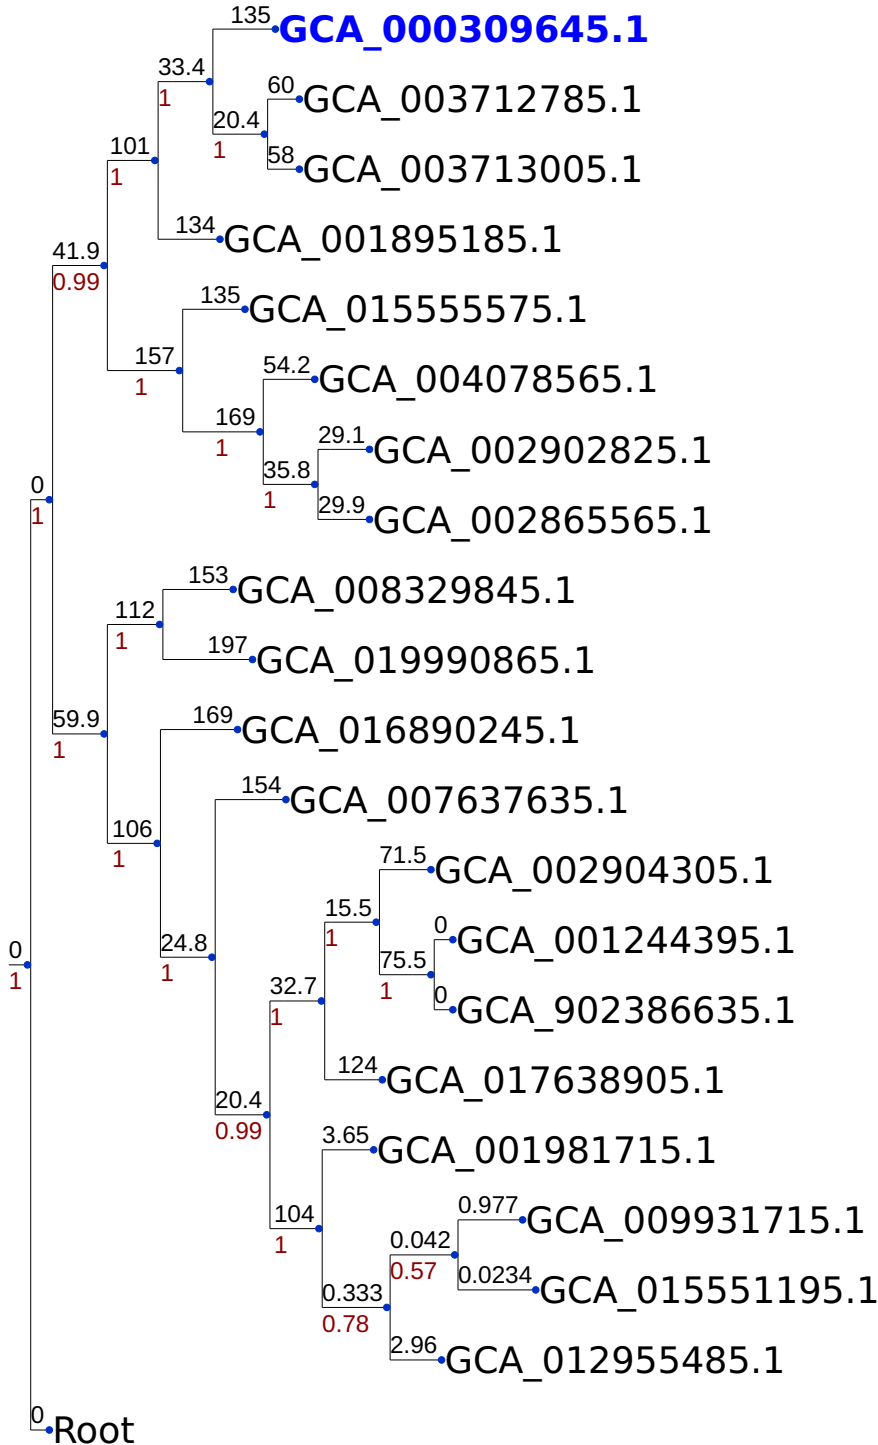 135
GCA_000309645.1
33.4
1
60
GCA_003712785.1
20.4
1
101
1
58
GCA_003713005.1
134
GCA_001895185.1
41.9
0.99
135
GCA_015555575.1
157
1
54.2
GCA_004078565.1
169
1
29.1
GCA_002902825.1
35.8
1
0
1
29.9
GCA_002865565.1
153
GCA_008329845.1
112
1
197
GCA_019990865.1
59.9
1
169
GCA_016890245.1
154
GCA_007637635.1
106
1
71.5
GCA_002904305.1
15.5
1
0
GCA_001244395.1
24.8
1
0
1
75.5
1
32.7
1
0
GCA_902386635.1
124
GCA_017638905.1
20.4
0.99
3.65
GCA_001981715.1
104
1
0.977
GCA_009931715.1
0.042
0.57
0.0234
GCA_015551195.1
0.333
0.78
2.96
GCA_012955485.1
0
Root